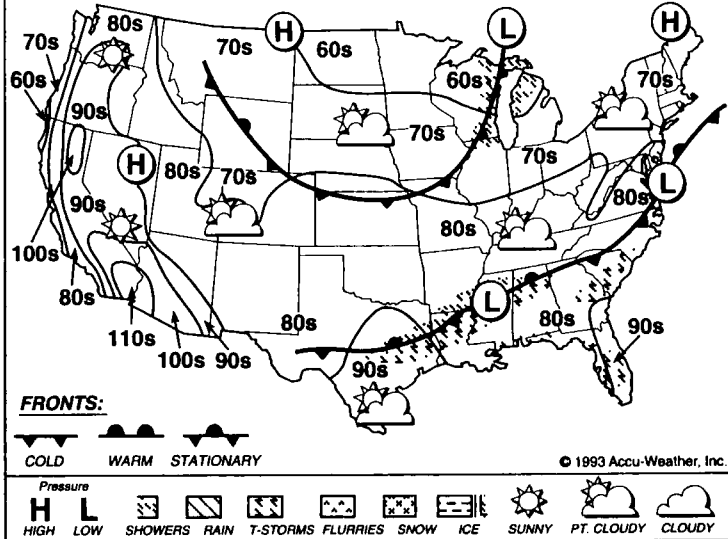 80s
H
L
H
70s
70s
60s
60s
70s
60s
90s
70s
H
80s
70s
70s
90s
80s
L
80s
100s
L
80s
80s
80s
90s
110s
100s
90s
90s
FRONTS:
COLD WARM STATIONARY
© 1993 Accu-Weather, Inc.
Pressure
H L
HIGH LOW SHOWERS RAIN T-STORMS FLURRIES SNOW ICE SUNNY PT. CLOUDY CLOUDY